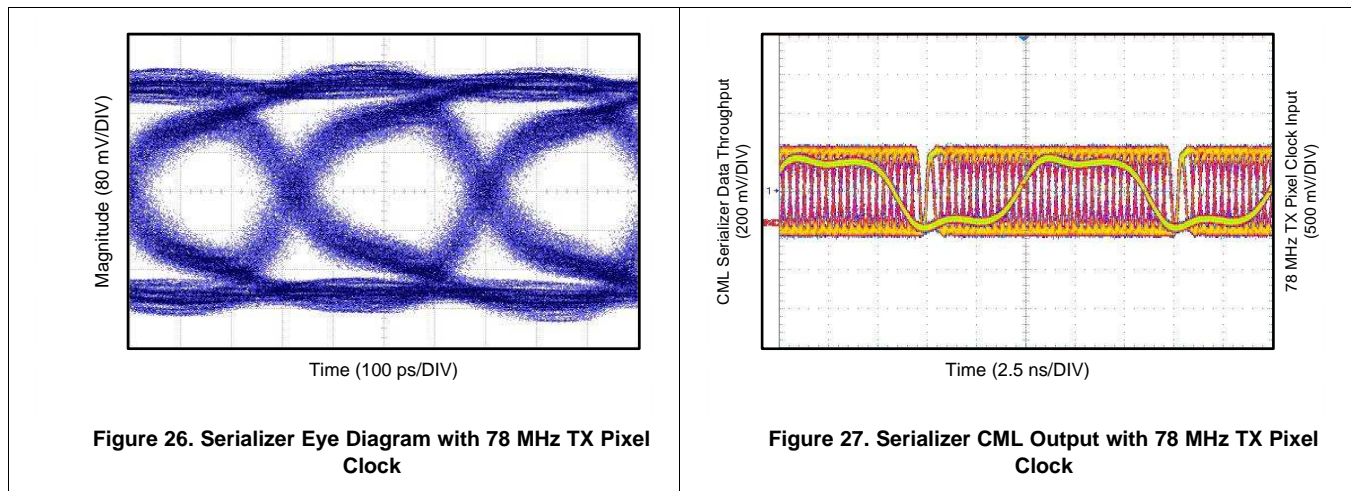 Magnitude (80 mV/DIV)
Time (100 ps/DIV)
Figure 26. Serializer Eye Diagram with 78 MHz TX Pixel
Clock
CML Serializer Data Throughput
(200 mV/DIV)
78 MHz TX Pixel Clock Input
(500 mV/DIV)
1
Time (2.5 ns/DIV)
Figure 27. Serializer CML Output with 78 MHz TX Pixel
Clock